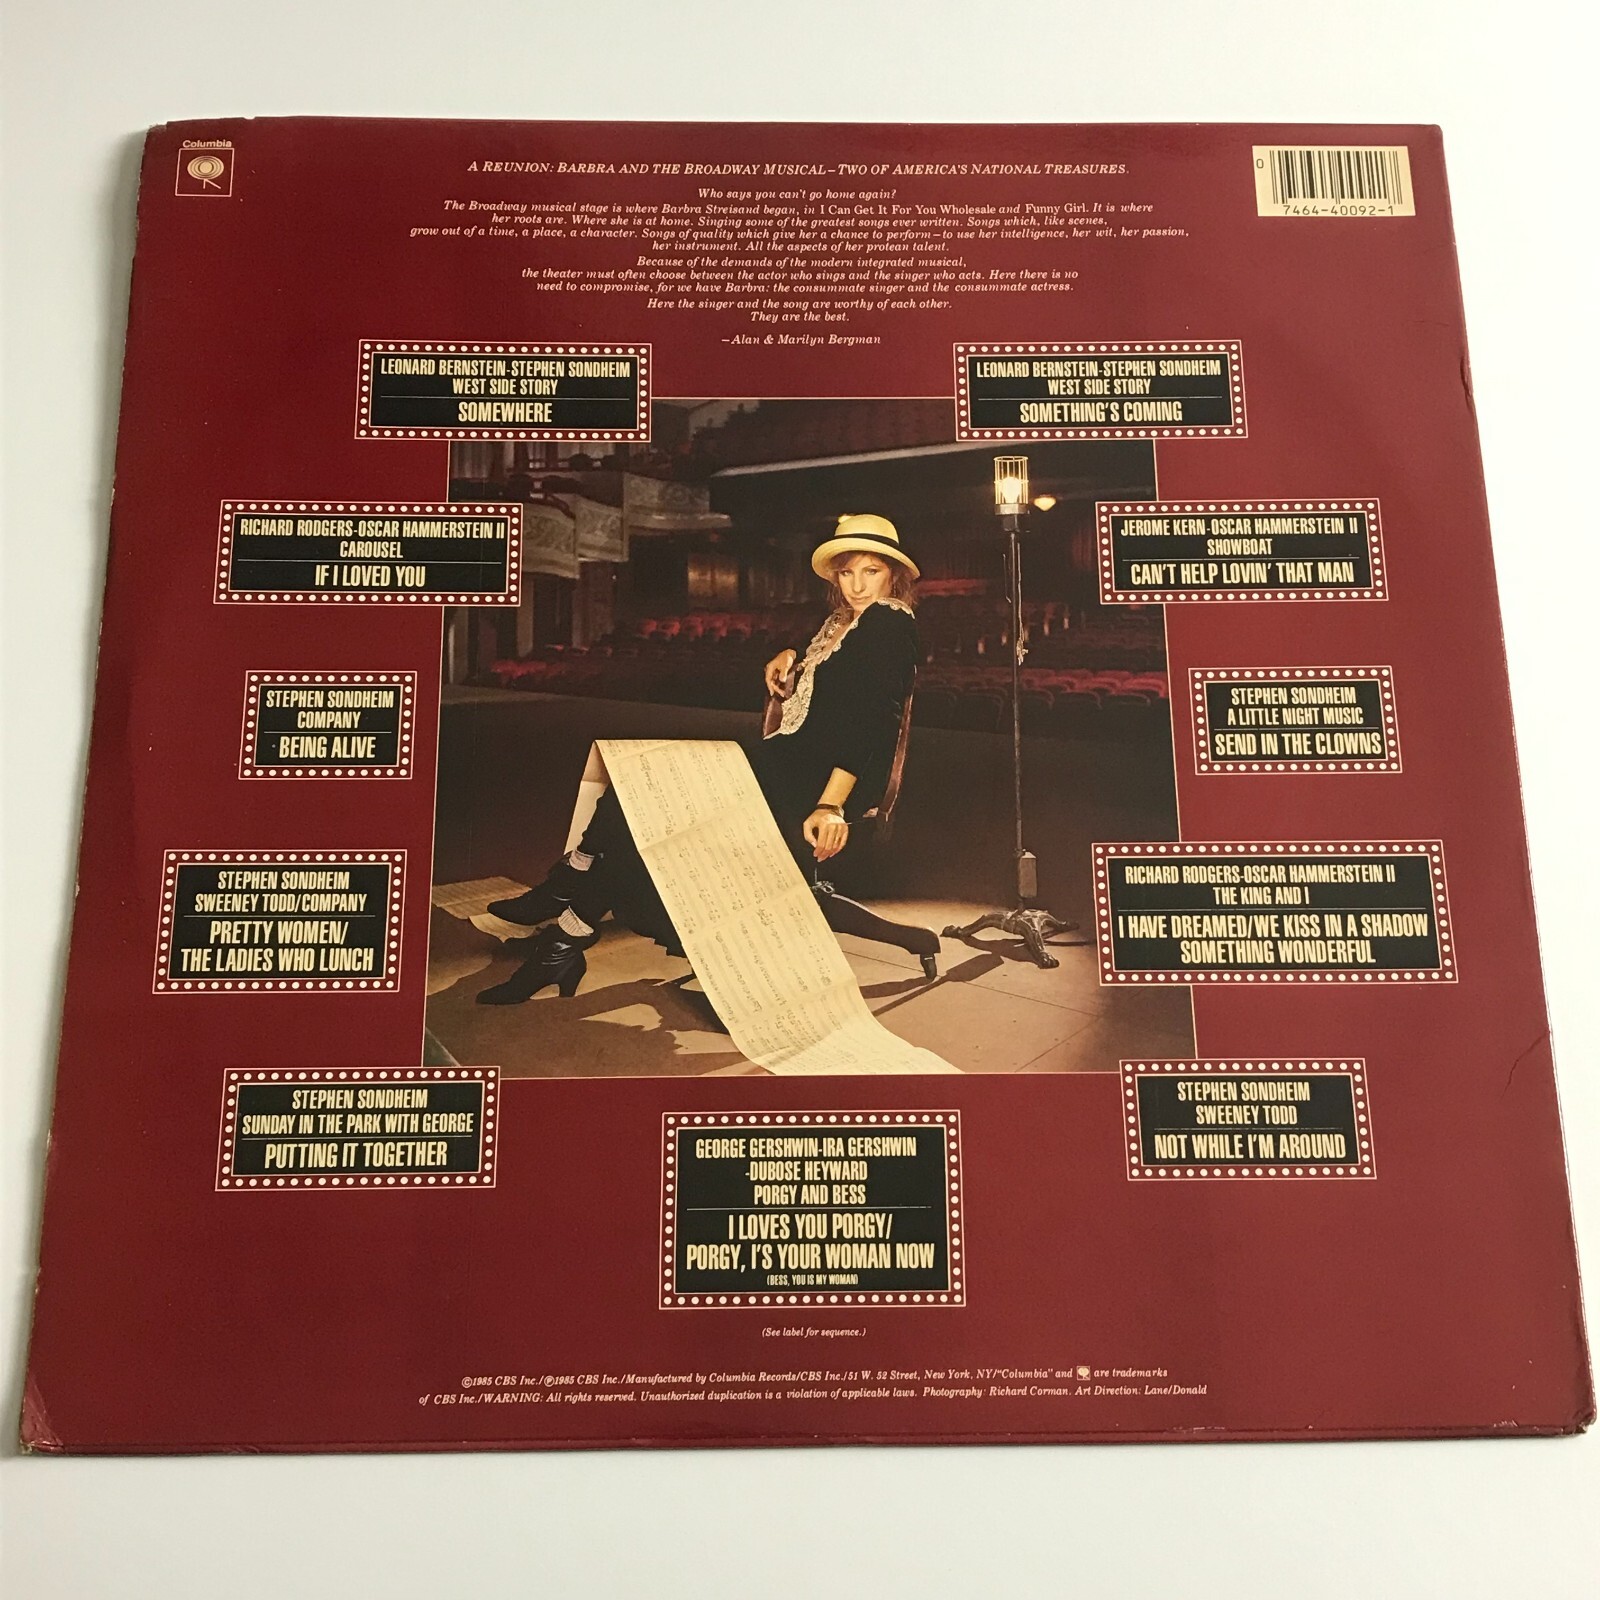 Columbia
A REUNION: BARBRA AND THE BROADWAY MUSICAL–TWO OF AMERICA'S NATIONAL TREASURES.
0
7464-40092-1
Who says you can't go home again?
The Broadway musical stage is where Barbra Streisand began, in I Can Get It For You Wholesale and Funny Girl. It is where
her roots are. Where she is at home. Singing some of the greatest songs ever written. Songs which, like scenes,
grow out of a time, a place, a character. Songs of quality which give her a chance to perform—to use her intelligence, her wit, her passion,
her instrument. All the aspects of her protean talent.
Because of the demands of the modern integrated musical,
the theater must often choose between the actor who sings and the singer who acts. Here there is no
need to compromise, for we have Barbra: the consummate singer and the consummate actress.
Here the singer and the song are worthy of each other.
They are the best.
—Alan & Marilyn Bergman
LEONARD BERNSTEIN-STEPHEN SONDHEIM
WEST SIDE STORY
SOMEWHERE
LEONARD BERNSTEIN-STEPHEN SONDHEIM
WEST SIDE STORY
SOMETHING'S COMING
RICHARD RODGERS-OSCAR HAMMERSTEIN II
CAROUSEL
IF I LOVED YOU
JEROME KERN-OSCAR HAMMERSTEIN II
SHOWBOAT
CAN'T HELP LOVIN' THAT MAN
STEPHEN SONDHEIM
COMPANY
BEING ALIVE
STEPHEN SONDHEIM
A LITTLE NIGHT MUSIC
SEND IN THE CLOWNS
STEPHEN SONDHEIM
SWEENEY TODD/COMPANY
PRETTY WOMEN/
THE LADIES WHO LUNCH
RICHARD RODGERS-OSCAR HAMMERSTEIN II
THE KING AND I
I HAVE DREAMED/WE KISS IN A SHADOW
SOMETHING WONDERFUL
STEPHEN SONDHEIM
SUNDAY IN THE PARK WITH GEORGE
PUTTING IT TOGETHER
STEPHEN SONDHEIM
SWEENEY TODD
NOT WHILE I'M AROUND
GEORGE GERSHWIN-IRA GERSHWIN
-DUBOSE HEYWARD
PORGY AND BESS
I LOVES YOU PORGY/
PORGY, I'S YOUR WOMAN NOW
(BESS, YOU IS MY WOMAN)
(See label for sequence.)
©1985 CBS Inc./℗1985 CBS Inc./Manufactured by Columbia Records/CBS Inc./51 W. 52 Street, New York, NY/"Columbia" and are trademarks
of CBS Inc./WARNING: All rights reserved. Unauthorized duplication is a violation of applicable laws. Photography: Richard Corman. Art Direction: Lane/Donald